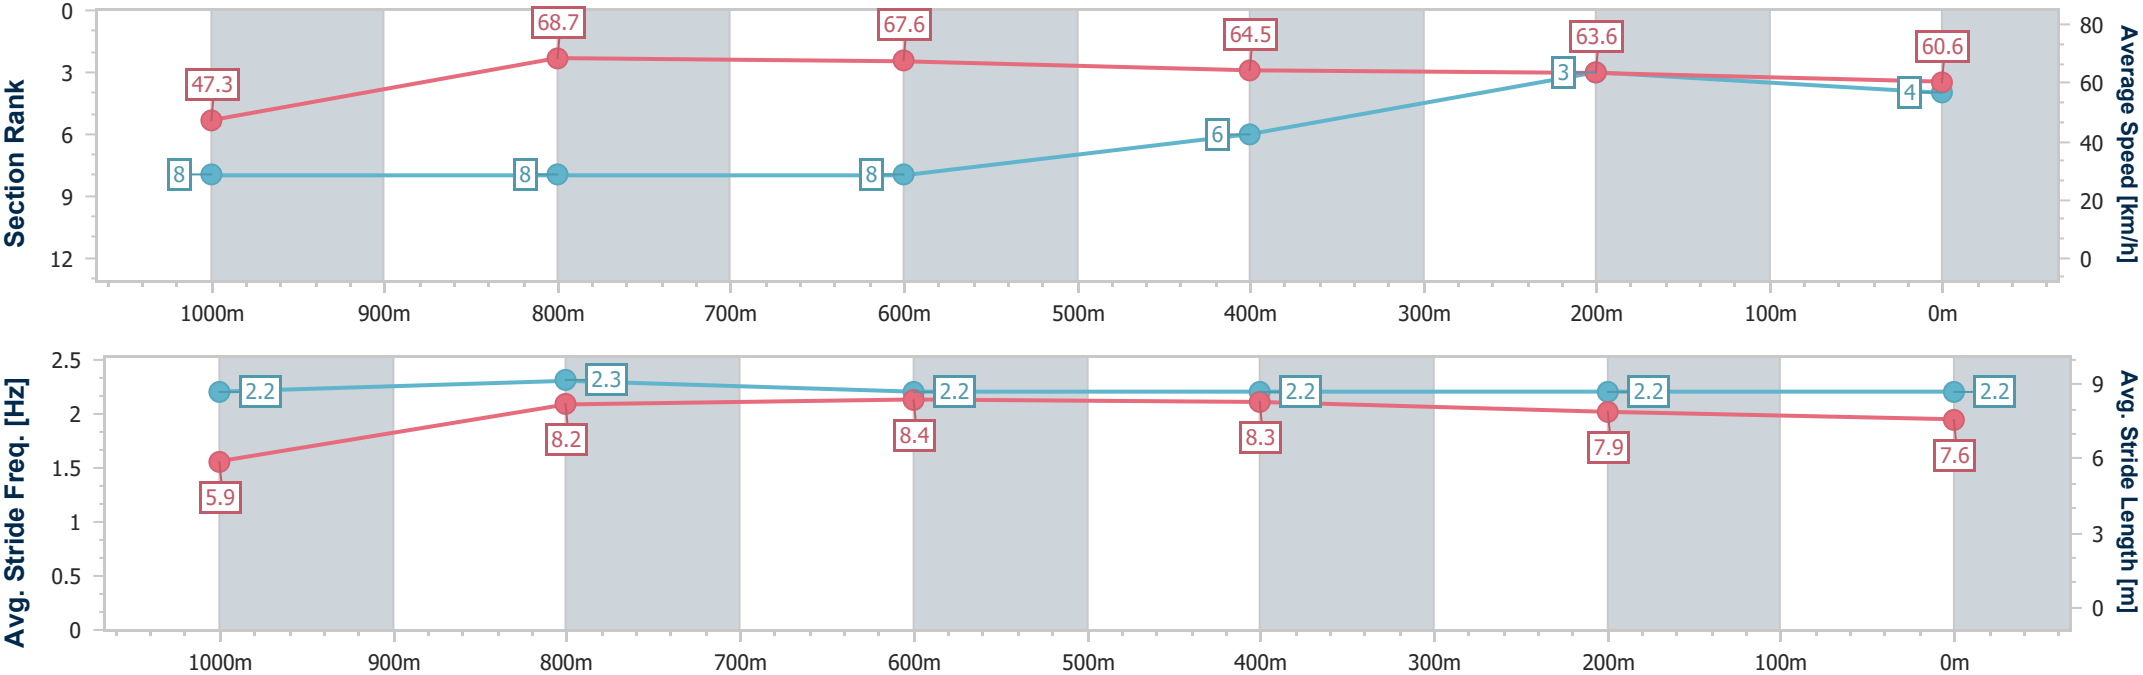 Section Rank
0
3
6
9
12
47.3
68.7
67.6
64.5
63.6
60.6
8
8
8
6
3
4
80
60
40
20
0
Average Speed [km/h]
1000m
900m
800m
700m
600m
500m
400m
300m
200m
100m
0m
Avg. Stride Freq. [Hz]
2.5
2
1.5
1
0.5
0
2.2
2.3
2.2
2.2
2.2
2.2
5.9
8.2
8.4
8.3
7.9
7.6
9
6
3
0
Avg. Stride Length [m]
1000m
900m
800m
700m
600m
500m
400m
300m
200m
100m
0m